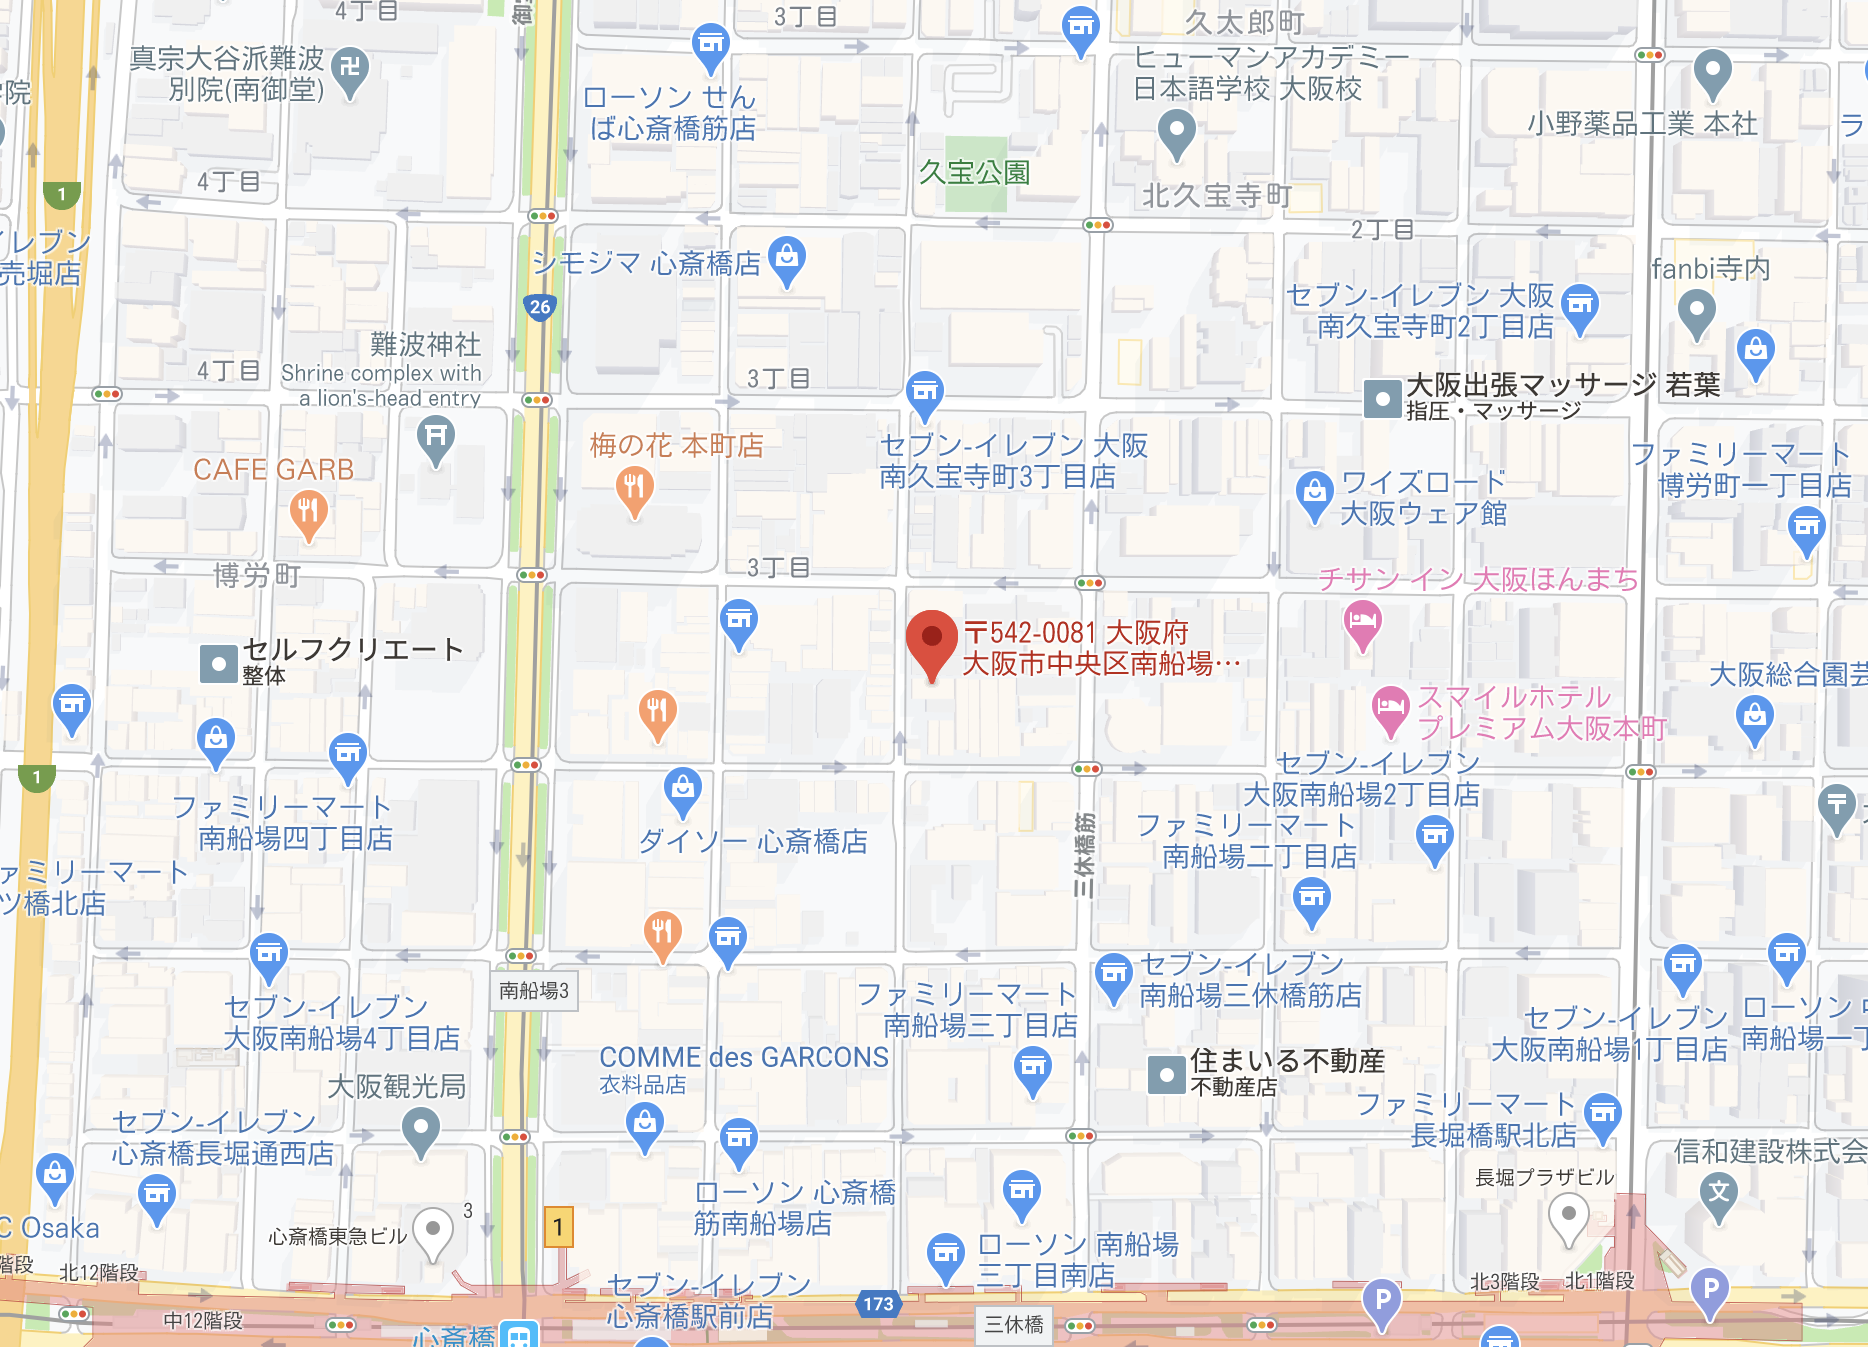 4丁目
御
3丁目
久太郎町
真宗大谷派難波
別院(南御堂)
ヒューマンアカデミー
日本語学校 大阪校
学院
ローソン せん
ば心斎橋筋店
小野薬品工業 本社
ラ
久宝公園
4丁目
北久宝寺町
1
2丁目
イレブン
売堀店
シモジマ 心斎橋店
fanbi寺内
26
セブン-イレブン 大阪
南久宝寺町2丁目店
難波神社
Shrine complex with
a lion's-head entry
4丁目
3丁目
大阪出張マッサージ 若葉
指圧・マッサージ
梅の花 本町店
セブン-イレブン 大阪
南久宝寺町3丁目店
CAFE GARB
ファミリーマート
博労町一丁目店
ワイズロード
大阪ウェア館
博労町
3丁目
チサン イン 大阪ほんまち
〒542-0081 大阪府
大阪市中央区南船場…
セルフクリエート
整体
大阪総合園芸
スマイルホテル
プレミアム大阪本町
1
セブン-イレブン
大阪南船場2丁目店
ファミリーマート
南船場四丁目店
ダイソー 心斎橋店
三休橋筋
ファミリーマート
南船場二丁目店
〒
ァミリーマート
ツ橋北店
南船場3
セブン-イレブン
南船場三休橋筋店
ファミリーマート
南船場三丁目店
セブン-イレブン
大阪南船場4丁目店
ローソン
南船場一丁
セブン-イレブン
大阪南船場1丁目店
COMME des GARCONS
衣料品店
住まいる不動産
不動産店
大阪観光局
セブン-イレブン
心斎橋長堀通西店
ファミリーマート
長堀橋駅北店
信和建設株式会
長堀プラザビル
文
ローソン 心斎橋
筋南船場店
C Osaka
3
心斎橋東急ビル
1
ローソン 南船場
三丁目南店
階段
北12階段
北3階段
北1階段
セブン-イレブン
心斎橋駅前店
173
P
P
中12階段
三休橋
心斎橋